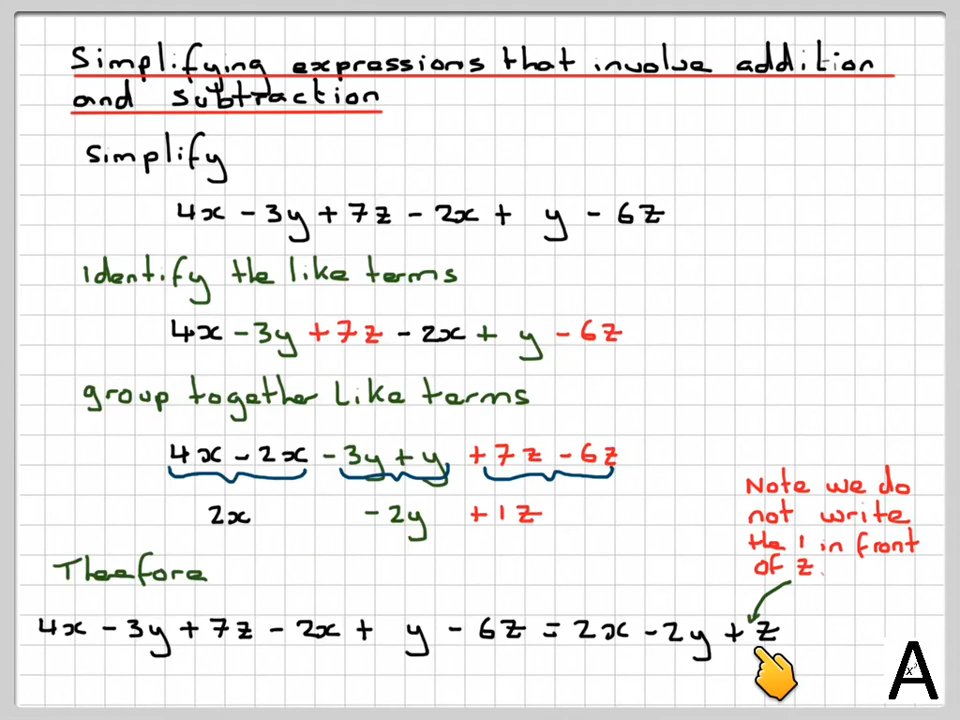 Simplifying expressions that involve addition
and subtraction
simplify
4x - 3y + 7z - 2x + y - 6z
identify the like terms
4x - 3y + 7z - 2x + y - 6z
group together like terms
4x - 2x - 3y + y + 7z - 6z
2x - 2y + 1z
Note we do
not write
the 1 in front
of z.
Therefore
4x - 3y + 7z - 2x + y - 6z = 2x - 2y + z
A
x²